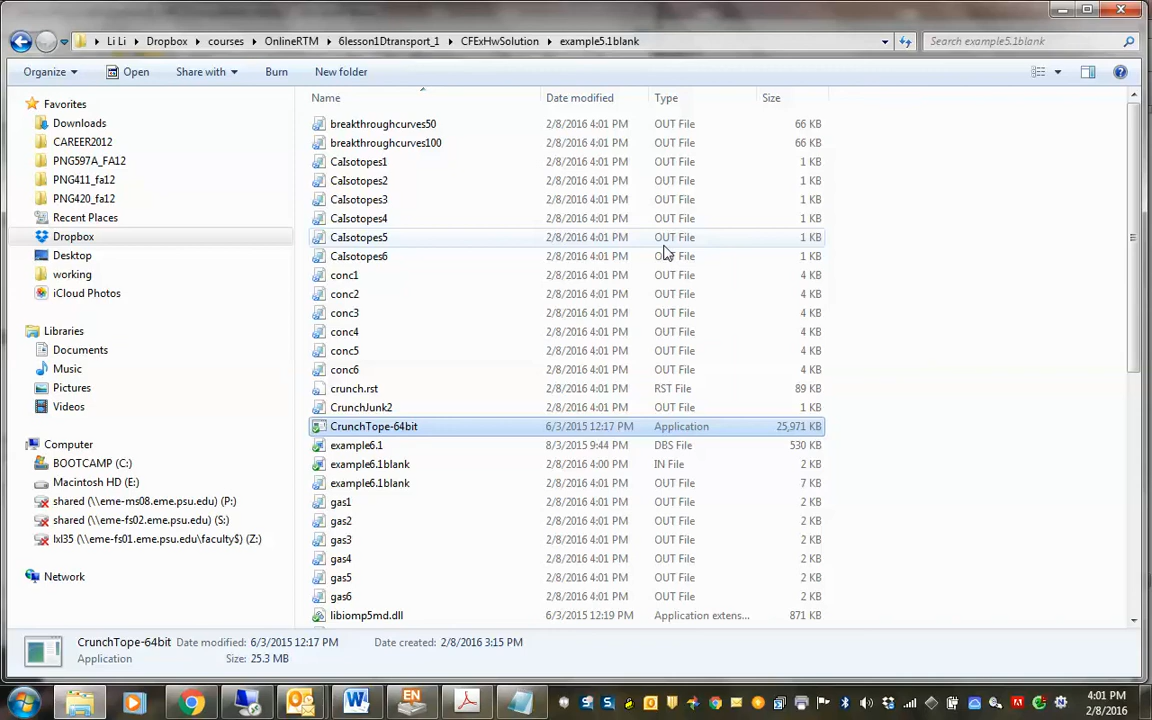 Li Li Dropbox courses OnlineRTM 6lesson1Dtransport_1 CFExHwSolution example5.1blank Search example5.1blank
Organize Open Share with Burn New folder
Favorites
Downloads
CAREER2012
PNG597A_FA12
PNG411_fa12
PNG420_fa12
Recent Places
Dropbox
Desktop
working
iCloud Photos
Libraries
Documents
Music
Pictures
Videos
Computer
BOOTCAMP (C:)
Macintosh HD (E:)
shared (\\eme-ms08.eme.psu.edu) (P:)
shared (\\eme-fs02.eme.psu.edu) (S:)
lxl35 (\\eme-fs01.eme.psu.edu\faculty$) (Z:)
Network
Name Date modified Type Size
breakthroughcurves50 2/8/2016 4:01 PM OUT File 66 KB
breakthroughcurves100 2/8/2016 4:01 PM OUT File 66 KB
CaIsotopes1 2/8/2016 4:01 PM OUT File 1 KB
CaIsotopes2 2/8/2016 4:01 PM OUT File 1 KB
CaIsotopes3 2/8/2016 4:01 PM OUT File 1 KB
CaIsotopes4 2/8/2016 4:01 PM OUT File 1 KB
CaIsotopes5 2/8/2016 4:01 PM OUT File 1 KB
CaIsotopes6 2/8/2016 4:01 PM OUT File 1 KB
conc1 2/8/2016 4:01 PM OUT File 4 KB
conc2 2/8/2016 4:01 PM OUT File 4 KB
conc3 2/8/2016 4:01 PM OUT File 4 KB
conc4 2/8/2016 4:01 PM OUT File 4 KB
conc5 2/8/2016 4:01 PM OUT File 4 KB
conc6 2/8/2016 4:01 PM OUT File 4 KB
crunch.rst 2/8/2016 4:01 PM RST File 89 KB
CrunchJunk2 2/8/2016 4:01 PM OUT File 1 KB
CrunchTope-64bit 6/3/2015 12:17 PM Application 25,971 KB
example6.1 8/3/2015 9:44 PM DBS File 530 KB
example6.1blank 2/8/2016 4:00 PM IN File 2 KB
example6.1blank 2/8/2016 4:01 PM OUT File 7 KB
gas1 2/8/2016 4:01 PM OUT File 2 KB
gas2 2/8/2016 4:01 PM OUT File 2 KB
gas3 2/8/2016 4:01 PM OUT File 2 KB
gas4 2/8/2016 4:01 PM OUT File 2 KB
gas5 2/8/2016 4:01 PM OUT File 2 KB
gas6 2/8/2016 4:01 PM OUT File 2 KB
libiomp5md.dll 6/3/2015 12:19 PM Application extens... 871 KB
CrunchTope-64bit Date modified: 6/3/2015 12:17 PM Date created: 2/8/2016 3:15 PM
Application Size: 25.3 MB
EN
4:01 PM
2/8/2016